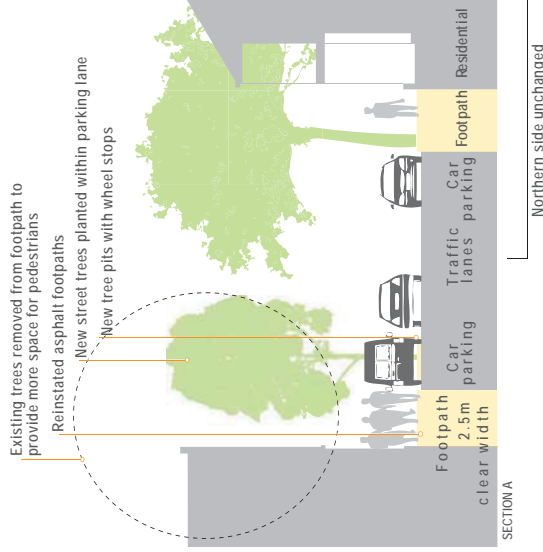 Existing trees removed from footpath to
provide more space for pedestrians
Reinstated asphalt footpaths
New street trees planted within parking lane
New tree pits with wheel stops
Footpath
2.5m
clear width
Car
parking
Traffic
lanes
Car
parking
Footpath
Residential
SECTION A
Northern side unchanged